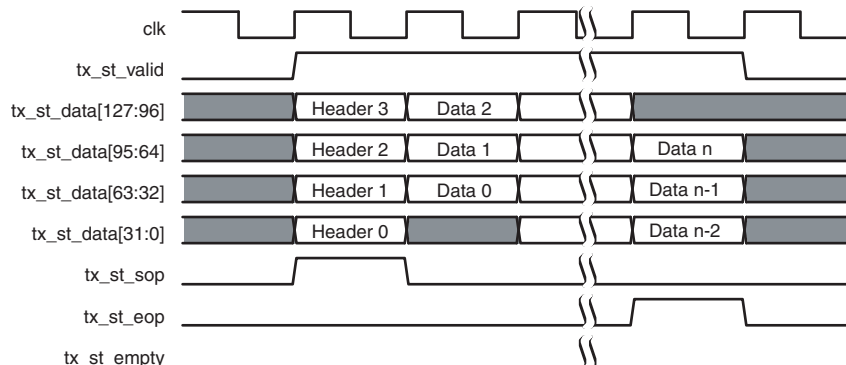 clk
tx_st_valid
tx_st_data[127:96] Header 3 Data 2
tx_st_data[95:64] Header 2 Data 1 Data n
tx_st_data[63:32] Header 1 Data 0 Data n-1
tx_st_data[31:0] Header 0 Data n-2
tx_st_sop
tx_st_eop
tx_st_empty